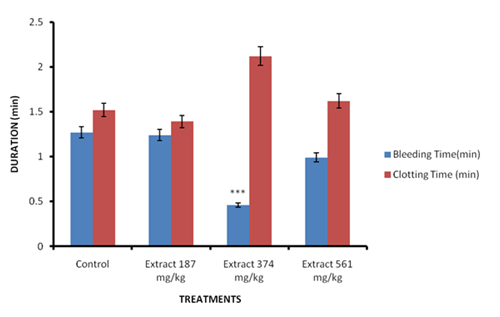 2.5
2
1.5
1
0.5
0
DURATION (min)
***
Control
Extract 187
mg/kg
Extract 374
mg/kg
Extract 561
mg/kg
TREATMENTS
Bleeding Time(min)
Clotting Time (min)